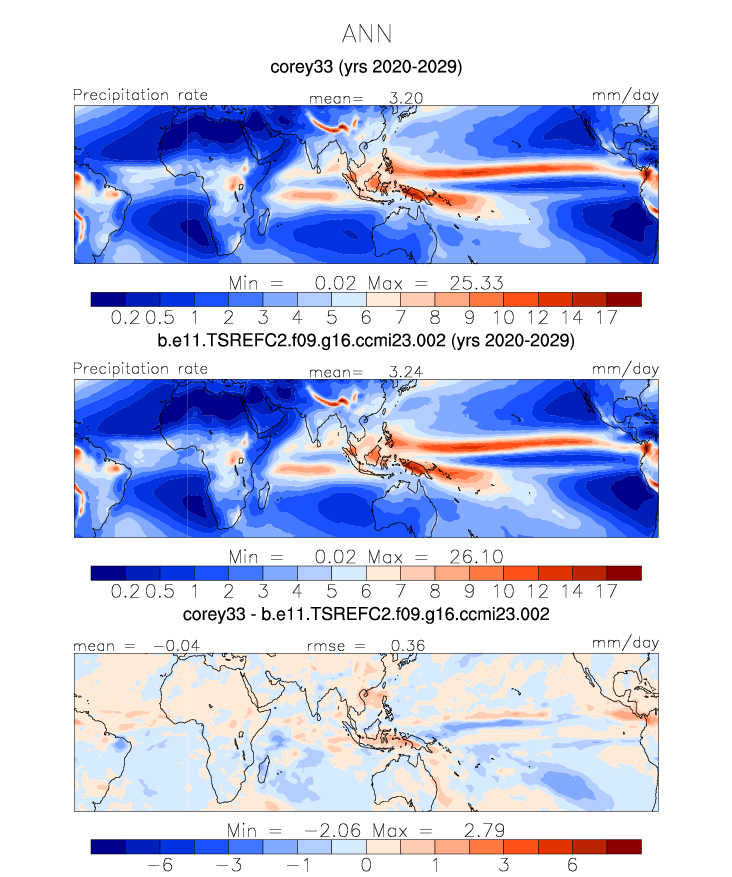 ANN
corey33 (yrs 2020-2029)
Precipitation rate mean= 3.20 mm/day
Min = 0.02 Max = 25.33
0.2 0.5 1 2 3 4 5 6 7 8 9 10 12 14 17
b.e11.TSREFC2.f09.g16.ccmi23.002 (yrs 2020-2029)
Precipitation rate mean= 3.24 mm/day
Min = 0.02 Max = 26.10
0.2 0.5 1 2 3 4 5 6 7 8 9 10 12 14 17
corey33 - b.e11.TSREFC2.f09.g16.ccmi23.002
mean = −0.04 rmse = 0.36 mm/day
Min = −2.06 Max = 2.79
−6 −3 −1 0 1 3 6